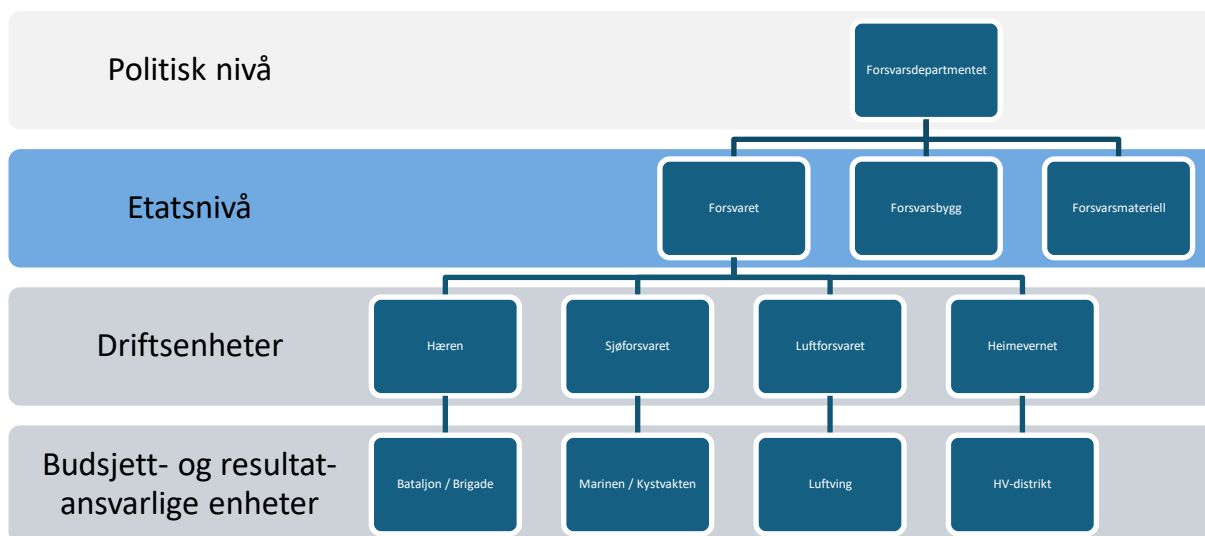 Politisk nivå
Forsvarsdepartmentet
Etatsnivå
Forsvaret
Forsvarsbygg
Forsvarsmateriell
Driftsenheter
Hæren
Sjøforsvaret
Luftforsvaret
Heimevernet
Budsjett- og resultat-
ansvarlige enheter
Bataljon / Brigade
Marinen / Kystvakten
Luftving
HV-distrikt